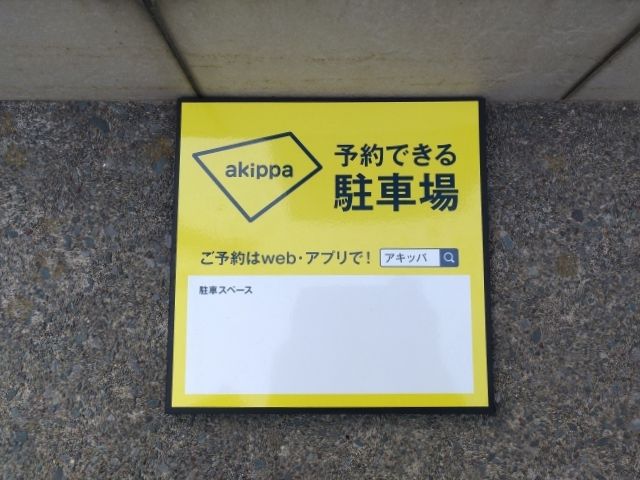 akippa
予約できる
駐車場
ご予約はweb・アプリで! アキッパ
駐車スペース